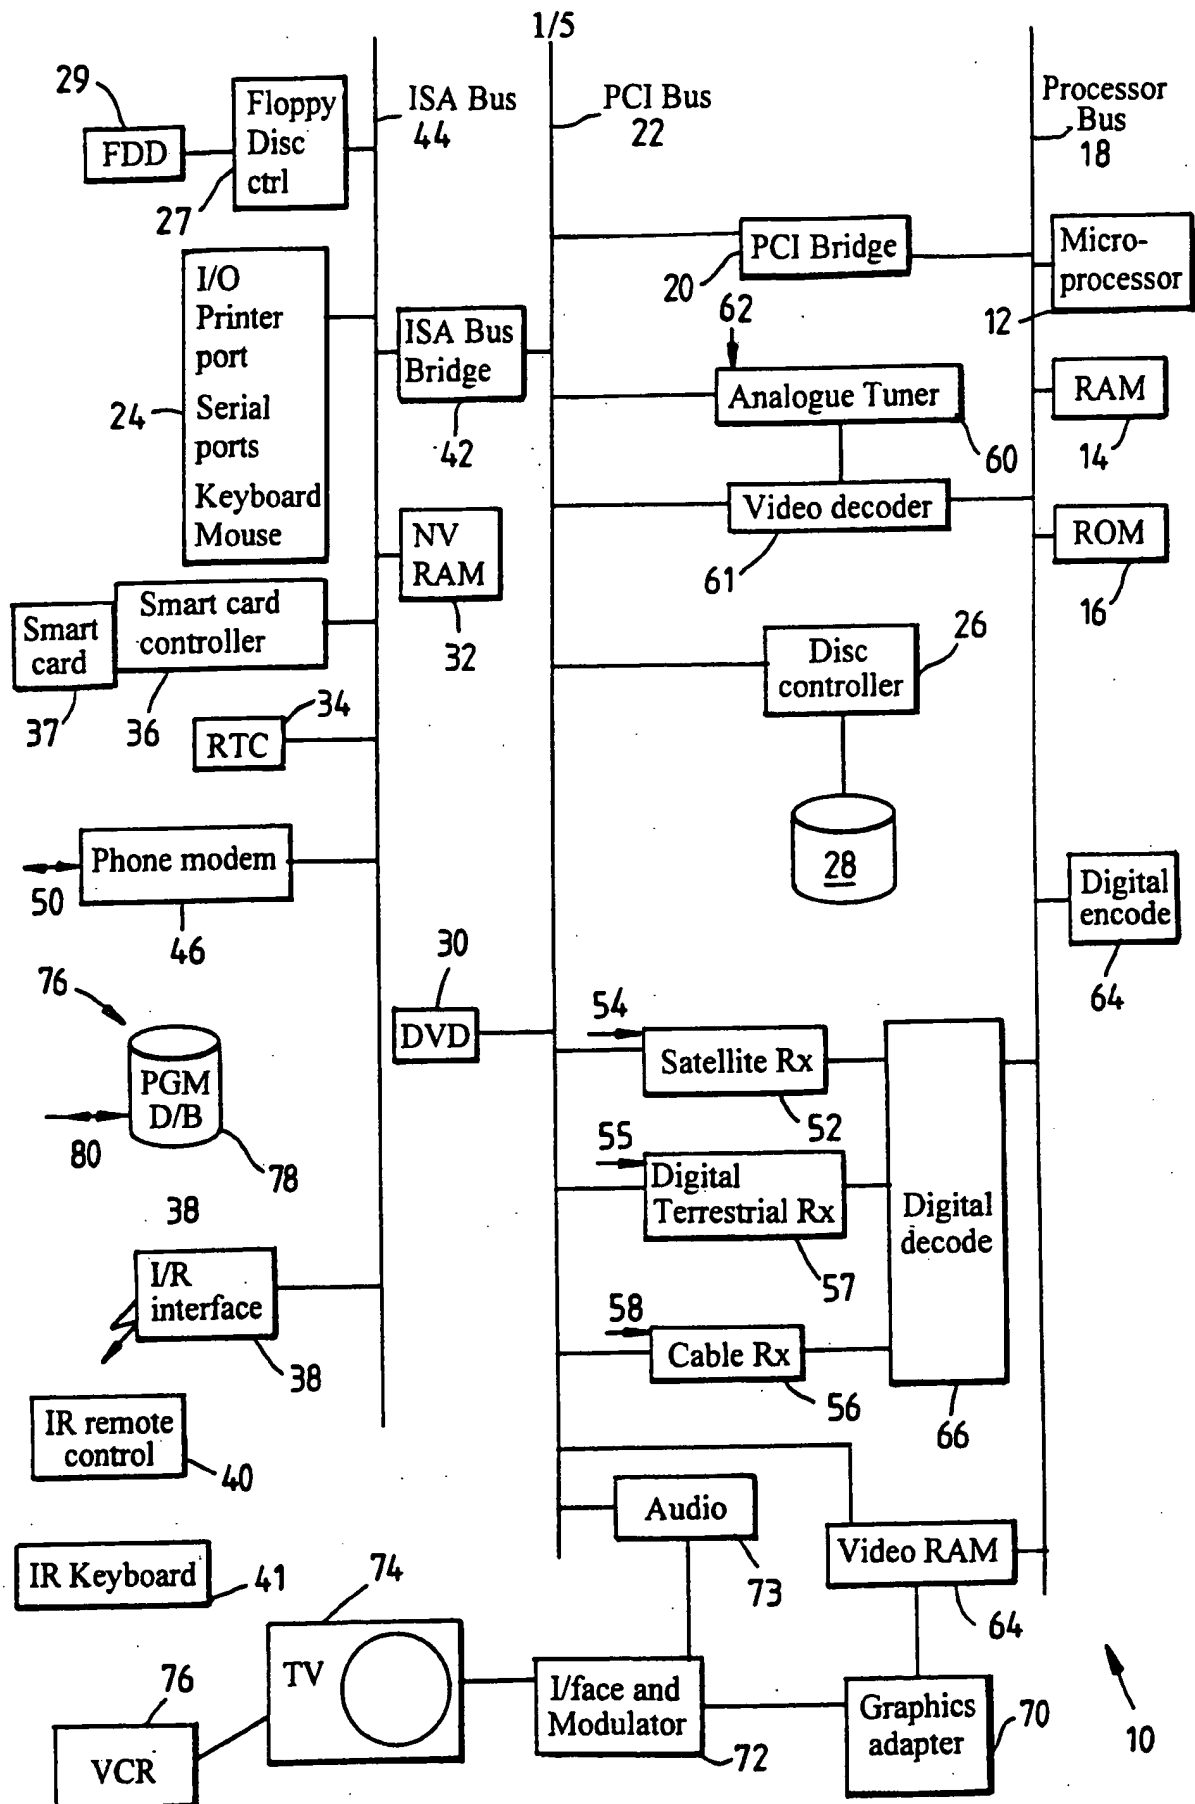 1/5
29
Floppy
Disc
ctrl
FDD
27
ISA Bus
44
PCI Bus
22
Processor
Bus
18
I/O
Printer
port
Serial
ports
Keyboard
Mouse
24
ISA Bus
Bridge
42
PCI Bridge
20
Micro-
processor
12
62
Analogue Tuner
60
RAM
14
Video decoder
61
ROM
16
NV
RAM
32
Smart card
controller
36
Smart
card
37
34
RTC
Disc
controller
26
28
Phone modem
50
46
Digital
encode
64
30
DVD
76
PGM
D/B
80
78
54
Satellite Rx
52
55
Digital
Terrestrial Rx
57
58
Cable Rx
56
Digital
decode
66
38
I/R
interface
38
IR remote
control
40
IR Keyboard
41
Audio
73
Video RAM
64
74
TV
76
VCR
I/face and
Modulator
72
Graphics
adapter
70
10